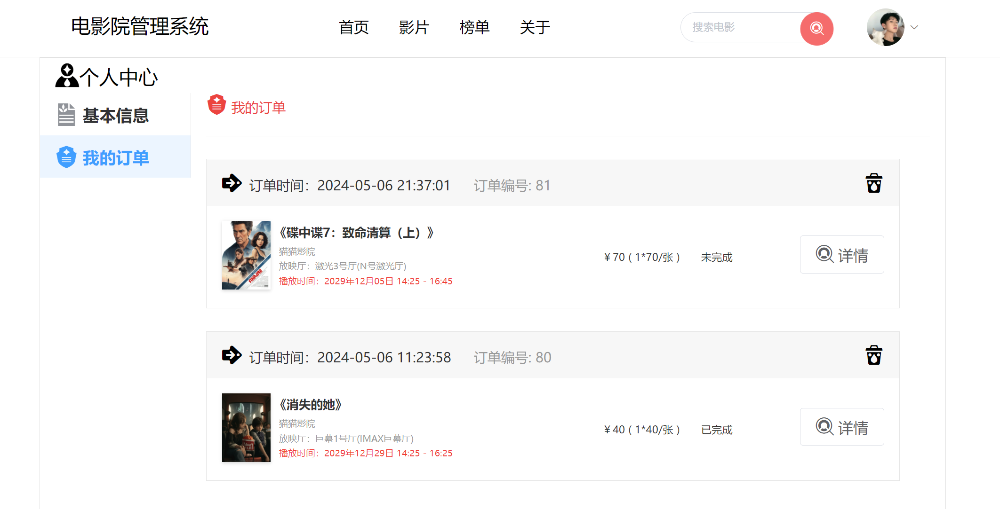 电影院管理系统
首页 影片 榜单 关于
搜索电影
个人中心
基本信息
我的订单
我的订单
订单时间：2024-05-06 21:37:01 订单编号: 81
《碟中谍7：致命清算（上）》
猫猫影院
放映厅：激光3号厅(N号激光厅)
播放时间：2029年12月05日 14:25 - 16:45
¥ 70 ( 1*70/张 ) 未完成
详情
订单时间：2024-05-06 11:23:58 订单编号: 80
《消失的她》
猫猫影院
放映厅：巨幕1号厅(IMAX巨幕厅)
播放时间：2029年12月29日 14:25 - 16:25
¥ 40 ( 1*40/张 ) 已完成
详情